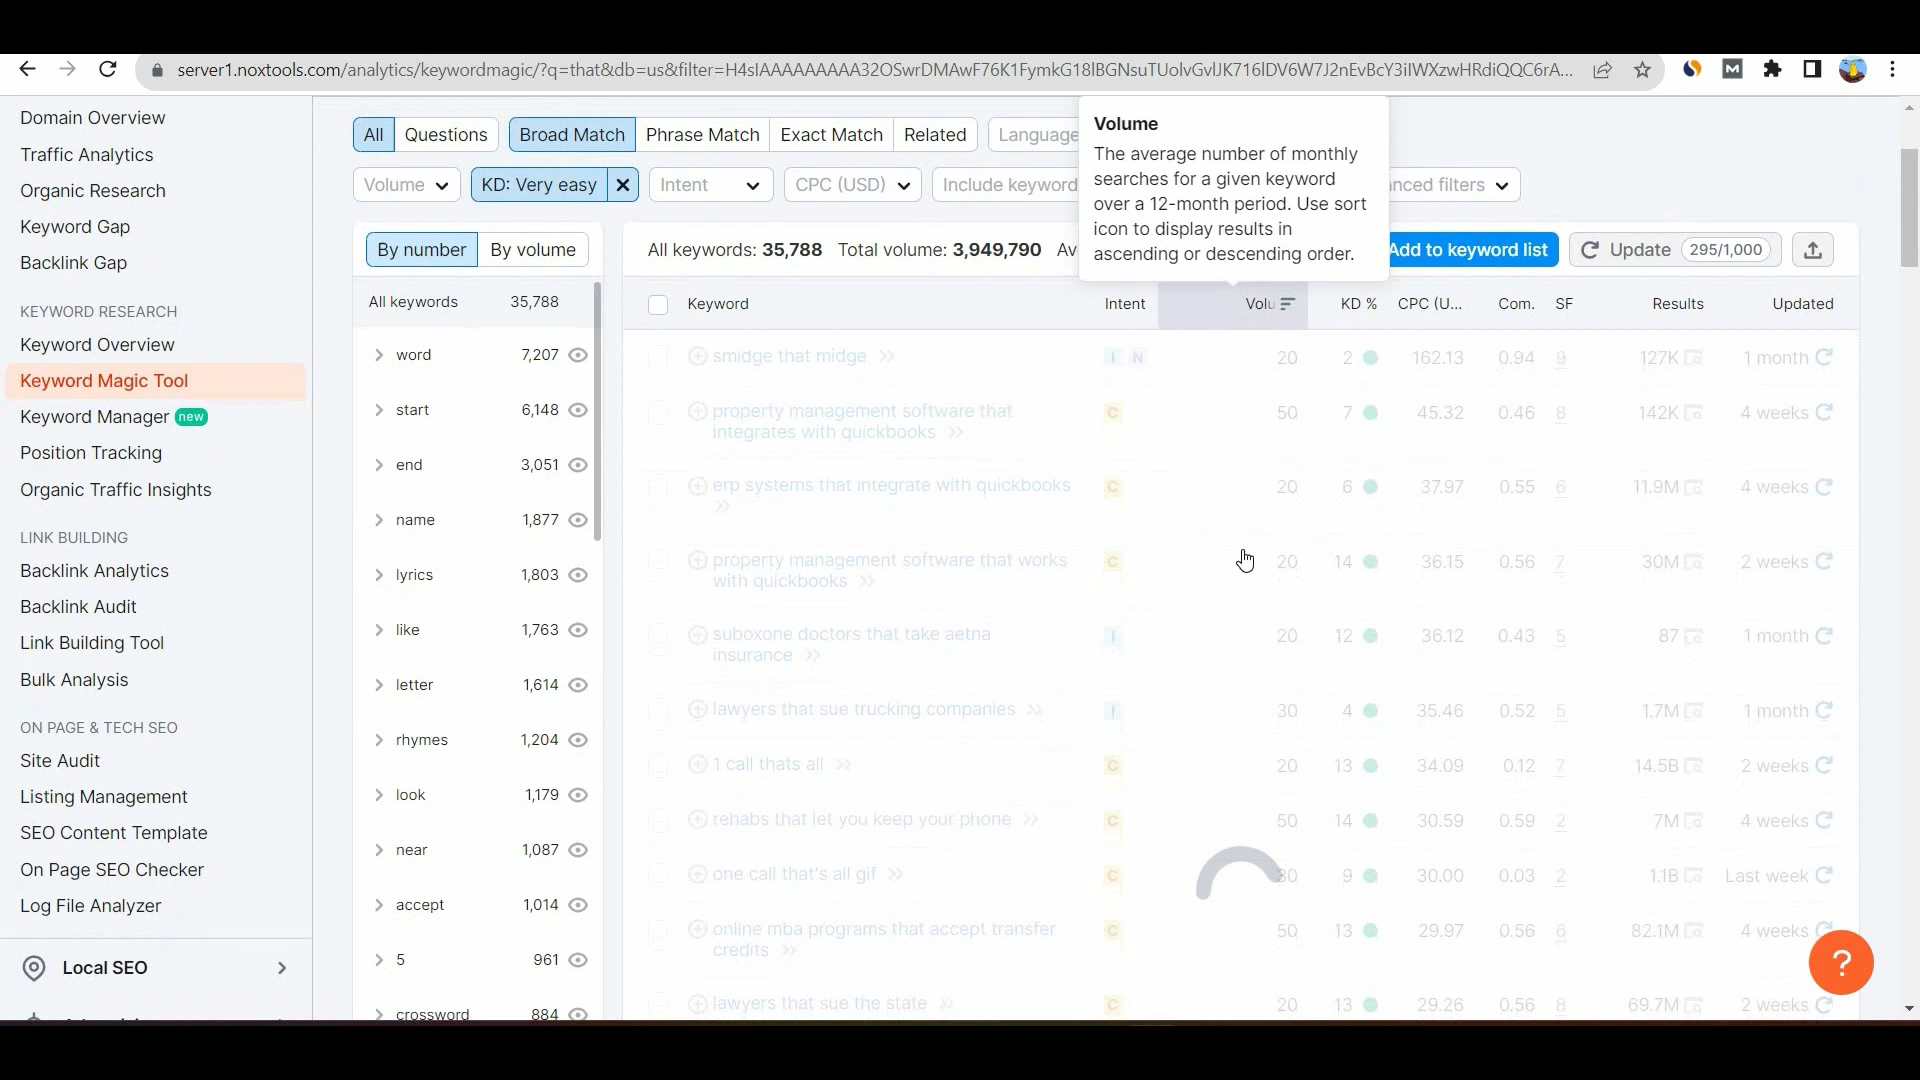 server1.noxtools.com/analytics/keywordmagic/?q=that&db=us&filter=H4sIAAAAAAAAA32OSwrDMAwF76K1FymkG18lBGNsuTUolvGvlJK716lDV6W7J2nEvBcY3iIWXzwHRdiQQC6rA...
Domain Overview
Traffic Analytics
Organic Research
Keyword Gap
Backlink Gap
KEYWORD RESEARCH
Keyword Overview
Keyword Magic Tool
Keyword Manager new
Position Tracking
Organic Traffic Insights
LINK BUILDING
Backlink Analytics
Backlink Audit
Link Building Tool
Bulk Analysis
ON PAGE & TECH SEO
Site Audit
Listing Management
SEO Content Template
On Page SEO Checker
Log File Analyzer
Local SEO
All Questions Broad Match Phrase Match Exact Match Related Language
Volume KD: Very easy Intent CPC (USD) Include keyword nced filters
Volume
The average number of monthly
searches for a given keyword
over a 12-month period. Use sort
icon to display results in
ascending or descending order.
By number By volume
All keywords 35,788
word 7,207
start 6,148
end 3,051
name 1,877
lyrics 1,803
like 1,763
letter 1,614
rhymes 1,204
look 1,179
near 1,087
accept 1,014
5 961
crossword 884
All keywords: 35,788 Total volume: 3,949,790 Av Add to keyword list Update 295/1,000
Keyword Intent Volu KD % CPC (U... Com. SF Results Updated
smidge that midge I N 20 2 162.13 0.94 9 127K 1 month
property management software that
integrates with quickbooks C 50 7 45.32 0.46 8 142K 4 weeks
erp systems that integrate with quickbooks C 20 6 37.97 0.55 6 11.9M 4 weeks
property management software that works
with quickbooks C 20 14 36.15 0.56 7 30M 2 weeks
suboxone doctors that take aetna
insurance I 20 12 36.12 0.43 5 87 1 month
lawyers that sue trucking companies I 30 4 35.46 0.52 5 1.7M 1 month
1 call thats all C 20 13 34.09 0.12 7 14.5B 2 weeks
rehabs that let you keep your phone C 50 14 30.59 0.59 2 7M 4 weeks
one call that's all gif C 30 9 30.00 0.03 2 1.1B Last week
online mba programs that accept transfer
credits C 50 13 29.97 0.56 6 82.1M 4 weeks
lawyers that sue the state C 20 13 29.26 0.56 8 69.7M 2 weeks
?